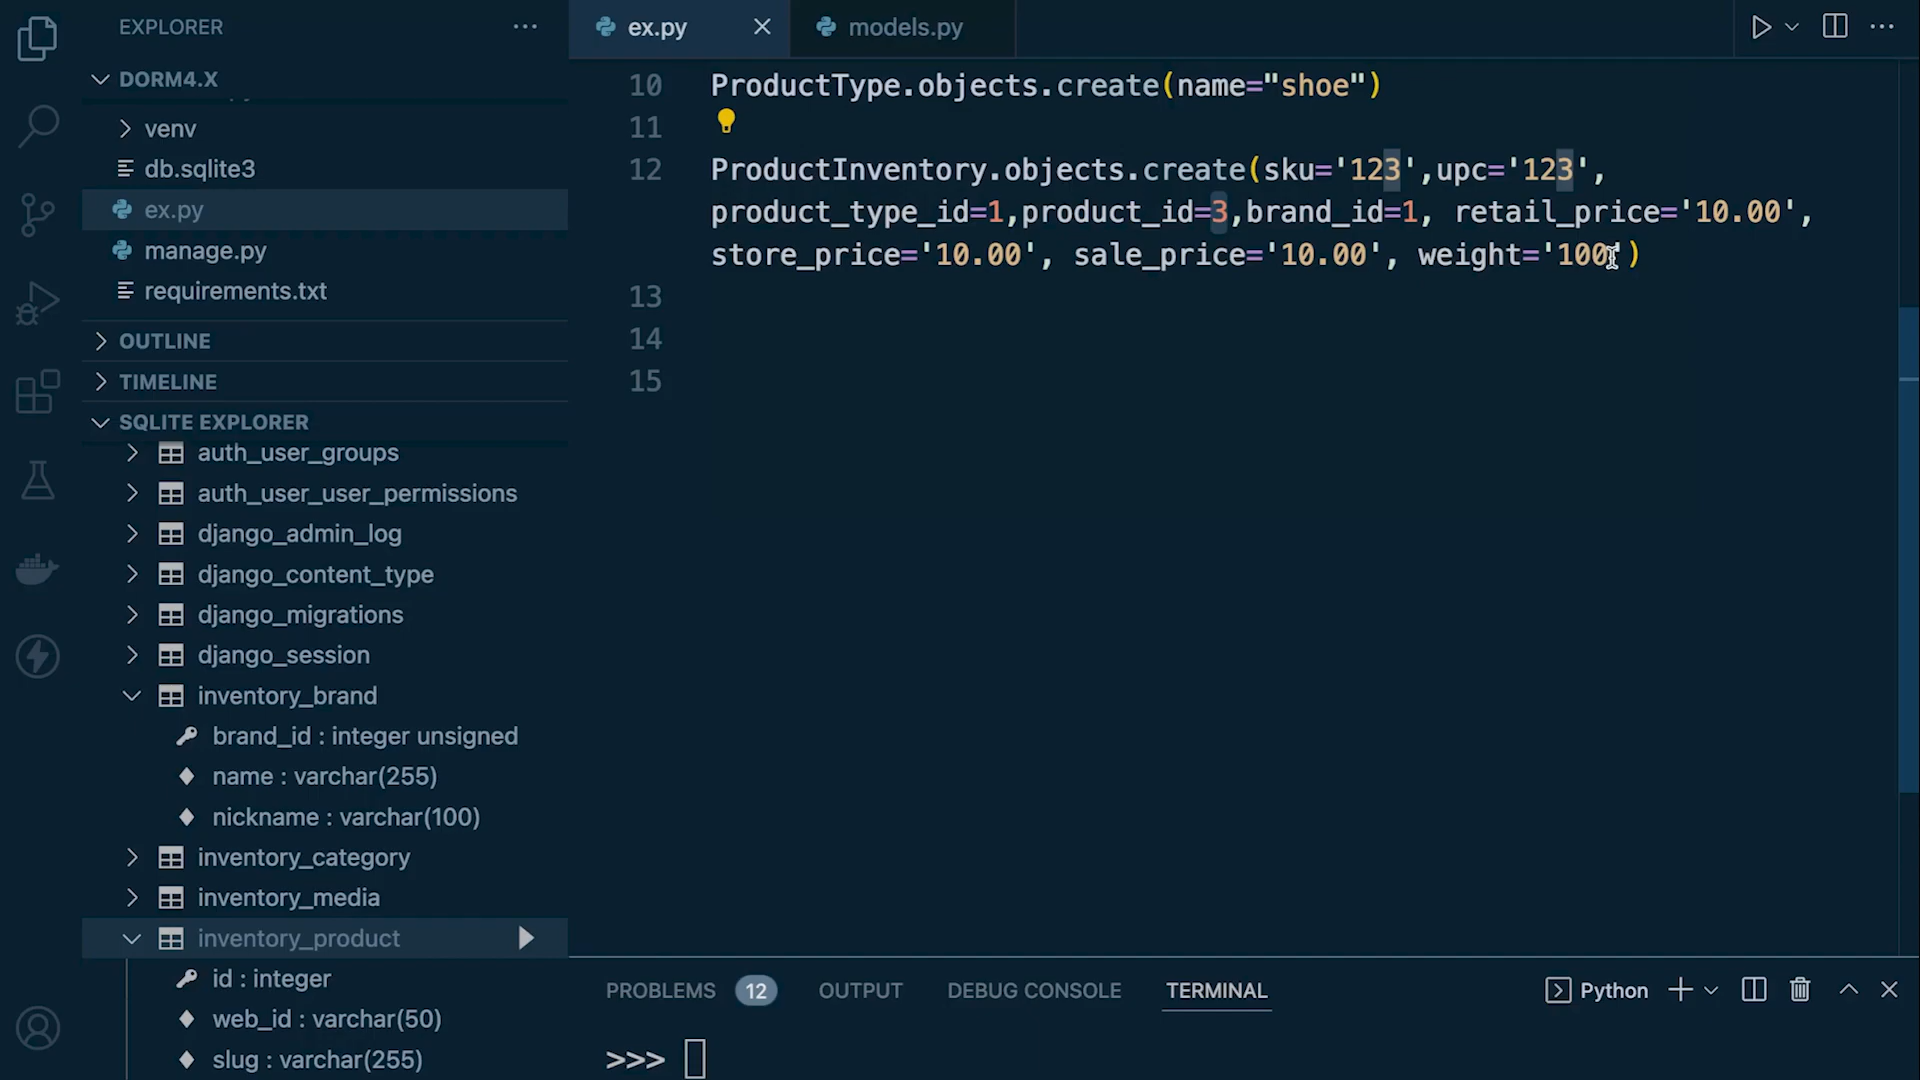 EXPLORER
DORM4.X
venv
db.sqlite3
ex.py
manage.py
requirements.txt
OUTLINE
TIMELINE
SQLITE EXPLORER
auth_user_groups
auth_user_user_permissions
django_admin_log
django_content_type
django_migrations
django_session
inventory_brand
brand_id : integer unsigned
name : varchar(255)
nickname : varchar(100)
inventory_category
inventory_media
inventory_product
id : integer
web_id : varchar(50)
slug : varchar(255)
ex.py models.py
10 ProductType.objects.create(name="shoe")
11
12 ProductInventory.objects.create(sku='123',upc='123',
product_type_id=1,product_id=3,brand_id=1, retail_price='10.00',
store_price='10.00', sale_price='10.00', weight='100')
13
14
15
PROBLEMS 12 OUTPUT DEBUG CONSOLE TERMINAL Python
>>>